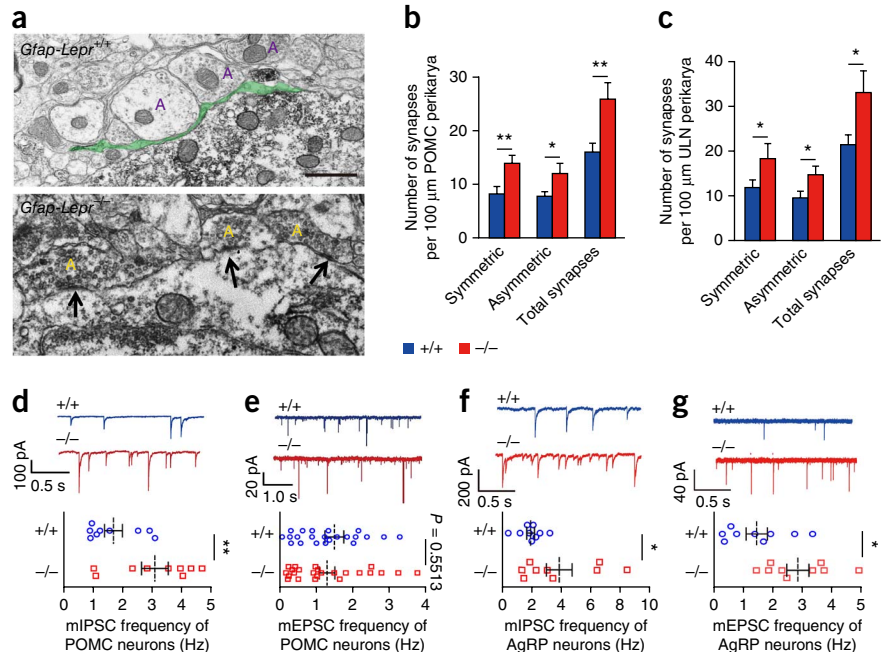 a
Gfap-Lepr+/+
A
A
A
Gfap-Lepr−/−
A
A
A
b
Number of synapses
per 100 μm POMC perikarya
30
20
10
0
Symmetric
Asymmetric
Total synapses
**
*
**
c
Number of synapses
per 100 μm ULN perikarya
40
30
20
10
0
Symmetric
Asymmetric
Total synapses
*
*
*
+/+
−/−
d
+/+
−/−
100 pA
0.5 s
+/+
−/−
**
0 1 2 3 4 5
mIPSC frequency of
POMC neurons (Hz)
e
+/+
−/−
20 pA
1.0 s
P = 0.5513
0 1 2 3 4
mEPSC frequency of
POMC neurons (Hz)
f
+/+
−/−
200 pA
0.5 s
+/+
−/−
*
0 2 4 6 8 10
mIPSC frequency of
AgRP neurons (Hz)
g
+/+
−/−
40 pA
0.5 s
*
0 1 2 3 4 5
mEPSC frequency of
AgRP neurons (Hz)